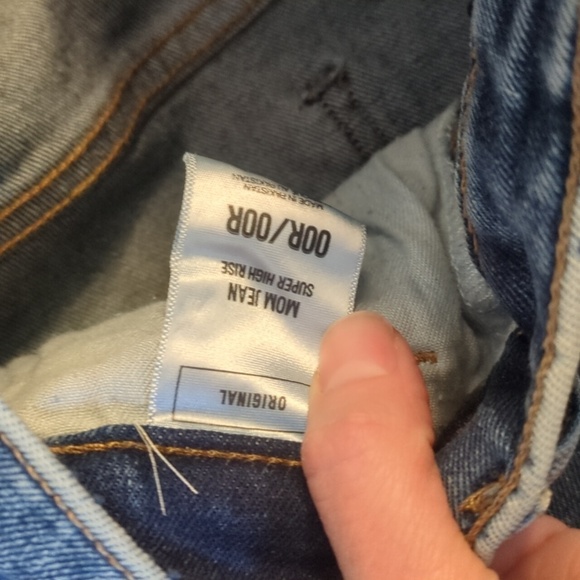 ORIGINAL
MOM JEAN
SUPER HIGH RISE
00R/00R
MADE IN PAKISTAN